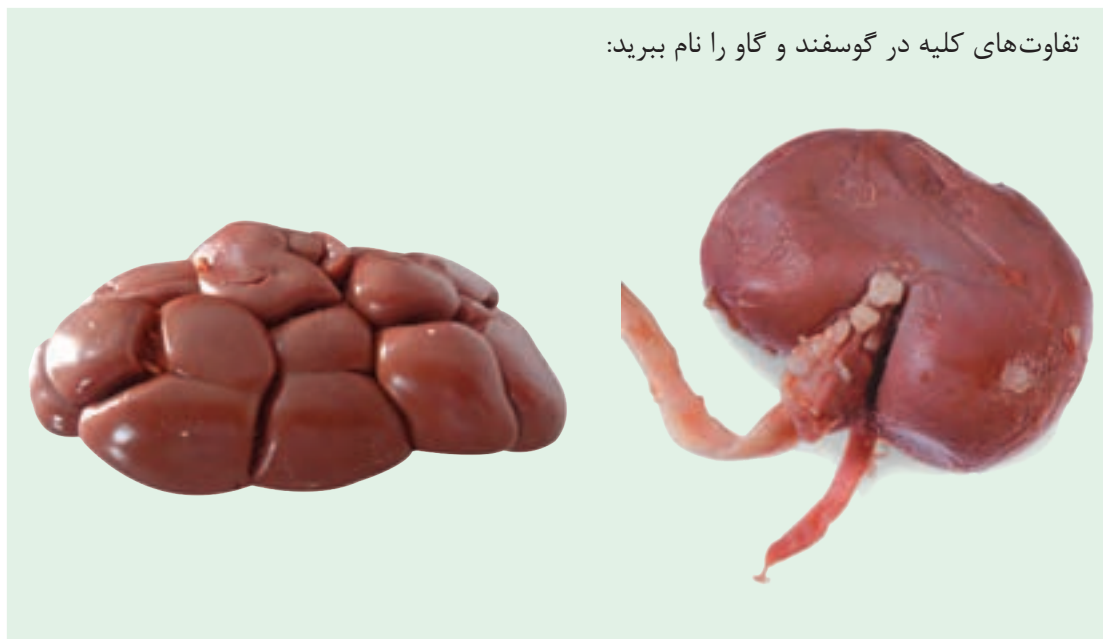 تفاوت‌های کلیه در گوسفند و گاو را نام ببرید: